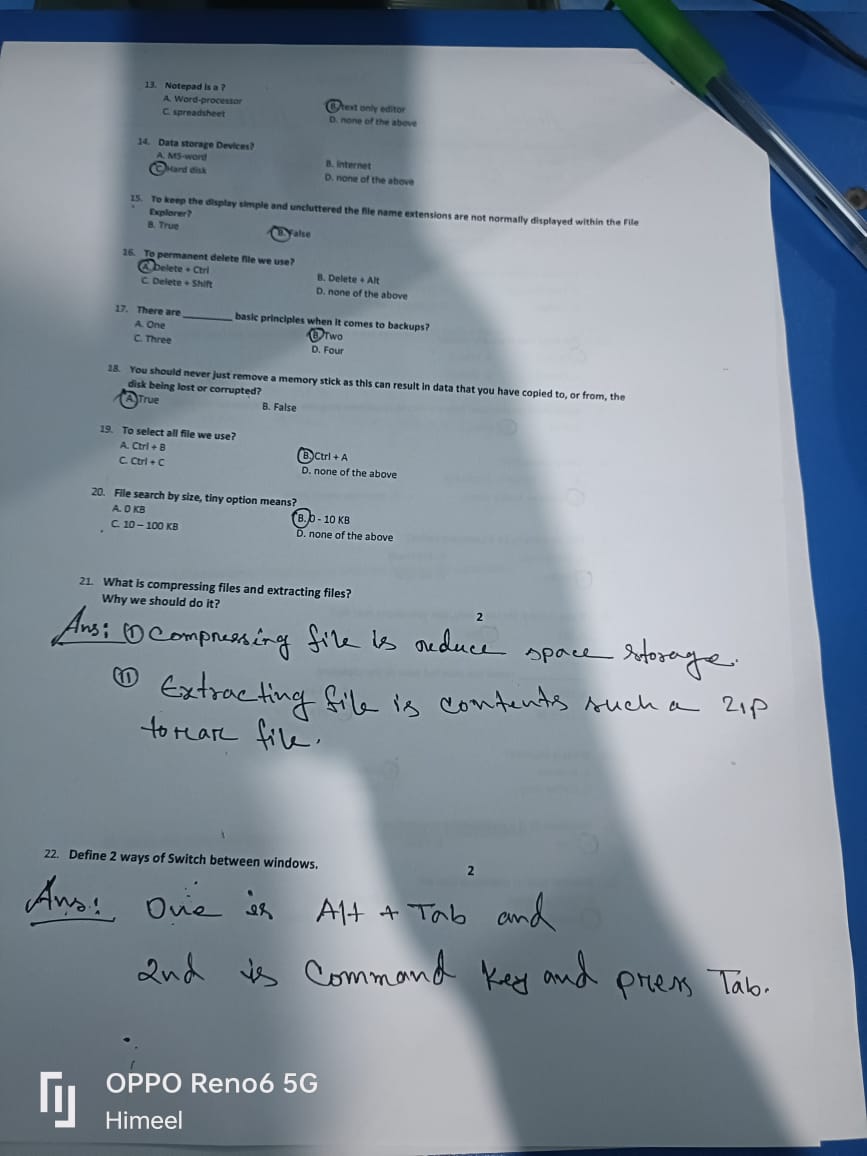 13. Notepad is a ?
A. Word-processor B. text only editor
C. spreadsheet D. none of the above
14. Data storage Devices?
A. MS-word B. Internet
C. Hard disk D. none of the above
15. To keep the display simple and uncluttered the file name extensions are not normally displayed within the File
Explorer?
B. True B. False
16. To permanent delete file we use?
A. Delete + Ctrl B. Delete + Alt
C. Delete + Shift D. none of the above
17. There are ________ basic principles when it comes to backups?
A. One B. Two
C. Three D. Four
18. You should never just remove a memory stick as this can result in data that you have copied to, or from, the
disk being lost or corrupted?
A. True B. False
19. To select all file we use?
A. Ctrl + B B. Ctrl + A
C. Ctrl + C D. none of the above
20. File search by size, tiny option means?
A. 0 KB B. 0 - 10 KB
C. 10 – 100 KB D. none of the above
21. What is compressing files and extracting files?
Why we should do it? 2
Ans: (1) Compressing file is reduce space storage.
(11) Extracting file is contents such a zip
to rar file.
22. Define 2 ways of Switch between windows. 2
Ans: One is Alt + Tab and
2nd is Command Key and press Tab.
OPPO Reno6 5G
Himeel